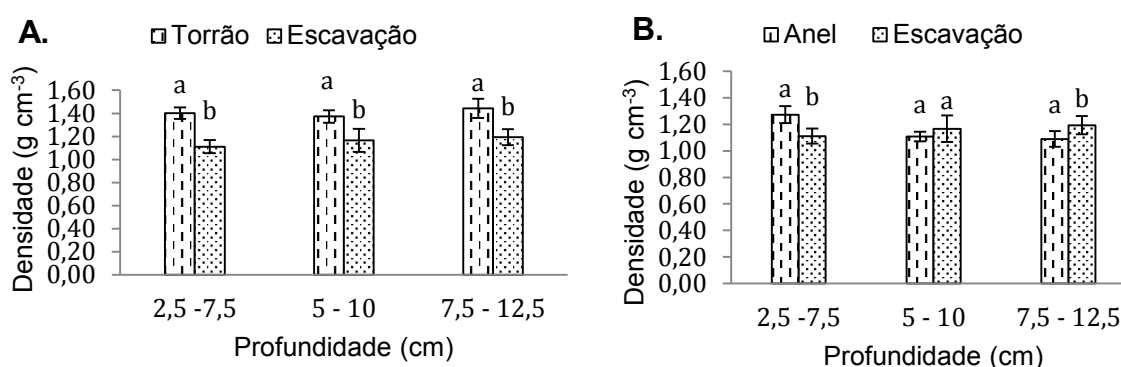 A.
Torrão Escavação
Densidade (g cm-3)
1,60
1,40
1,20
1,00
0,80
0,60
0,40
0,20
0,00
a b a b a b
2,5 -7,5 5 - 10 7,5 - 12,5
Profundidade (cm)
B.
Anel Escavação
Densidade (g cm-3)
1,60
1,40
1,20
1,00
0,80
0,60
0,40
0,20
0,00
a b a a a b
2,5 -7,5 5 - 10 7,5 - 12,5
Profundidade (cm)